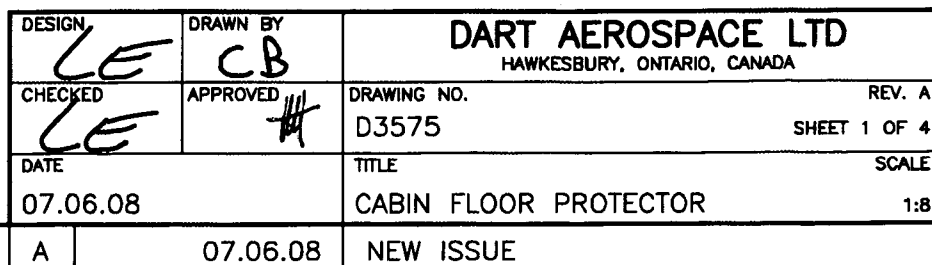 DESIGN
LE
DRAWN BY
CB
DART AEROSPACE LTD
HAWKESBURY, ONTARIO, CANADA
CHECKED
LE
APPROVED
DRAWING NO.
D3575
REV. A
SHEET 1 OF 4
DATE
07.06.08
TITLE
CABIN FLOOR PROTECTOR
SCALE
1:8
A 07.06.08 NEW ISSUE